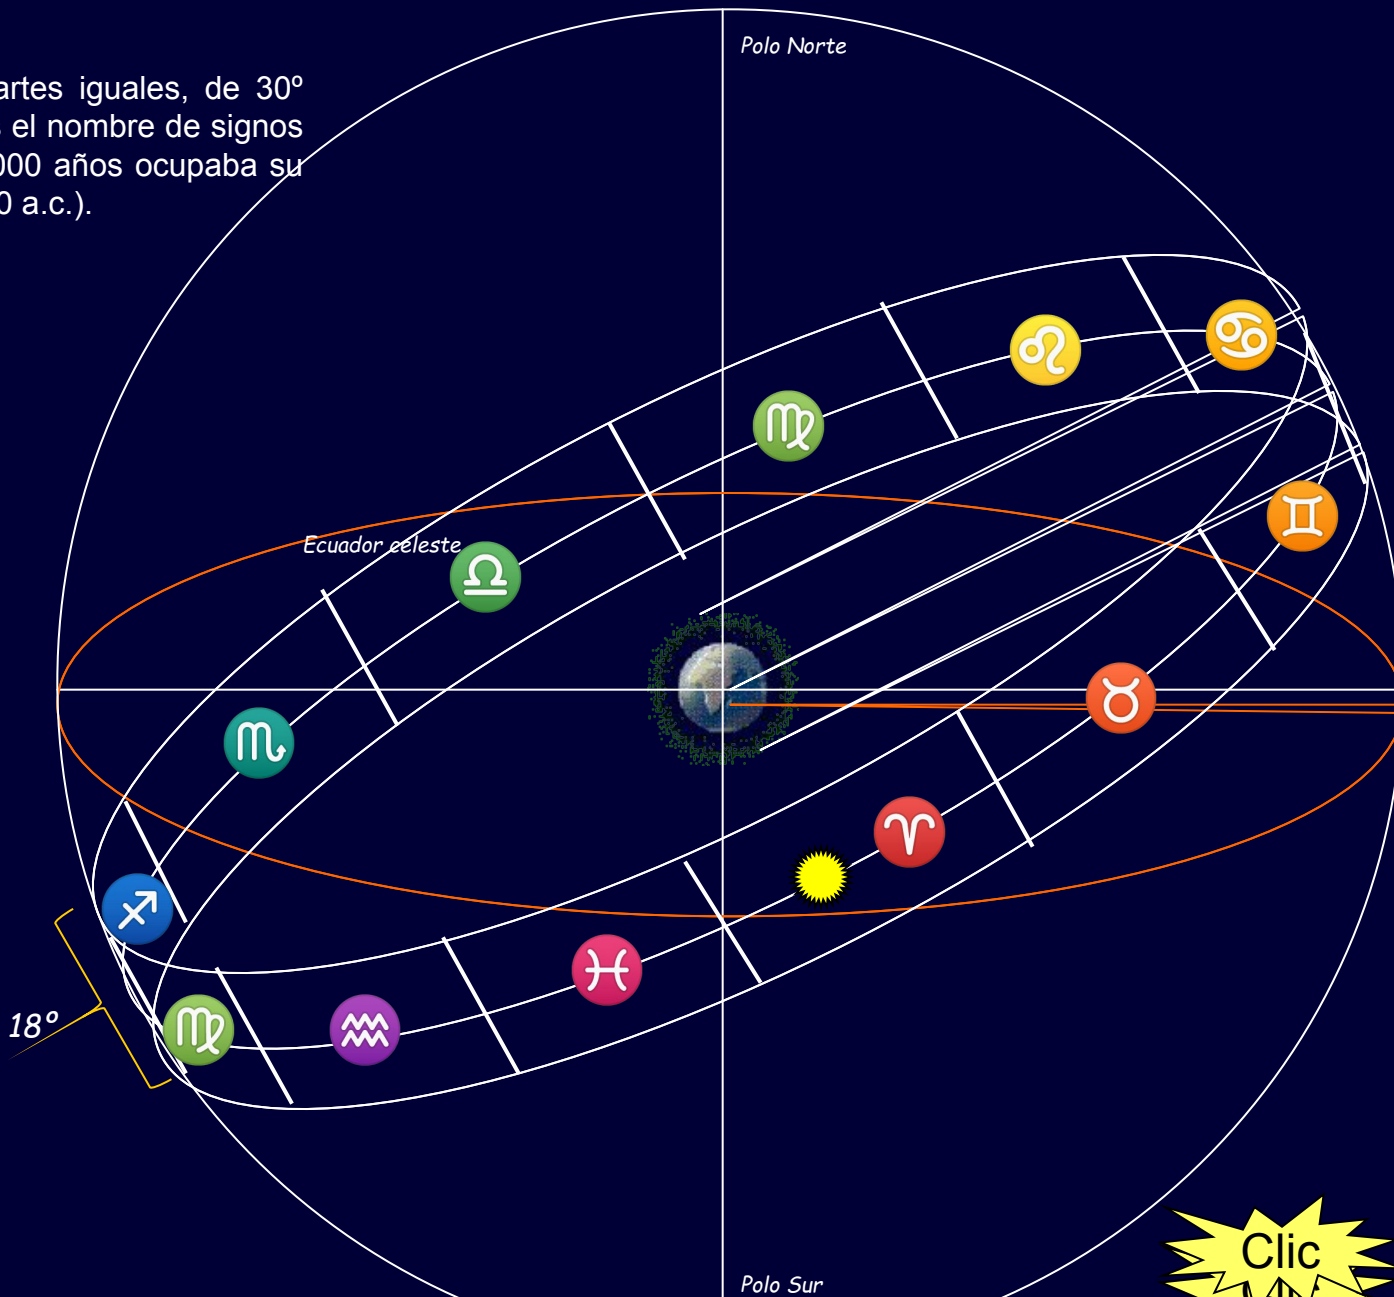 Polo Norte
artes iguales, de 30º
el nombre de signos
000 años ocupaba su
0 a.c.).
Ecuador celeste
18º
Clic
Polo Sur